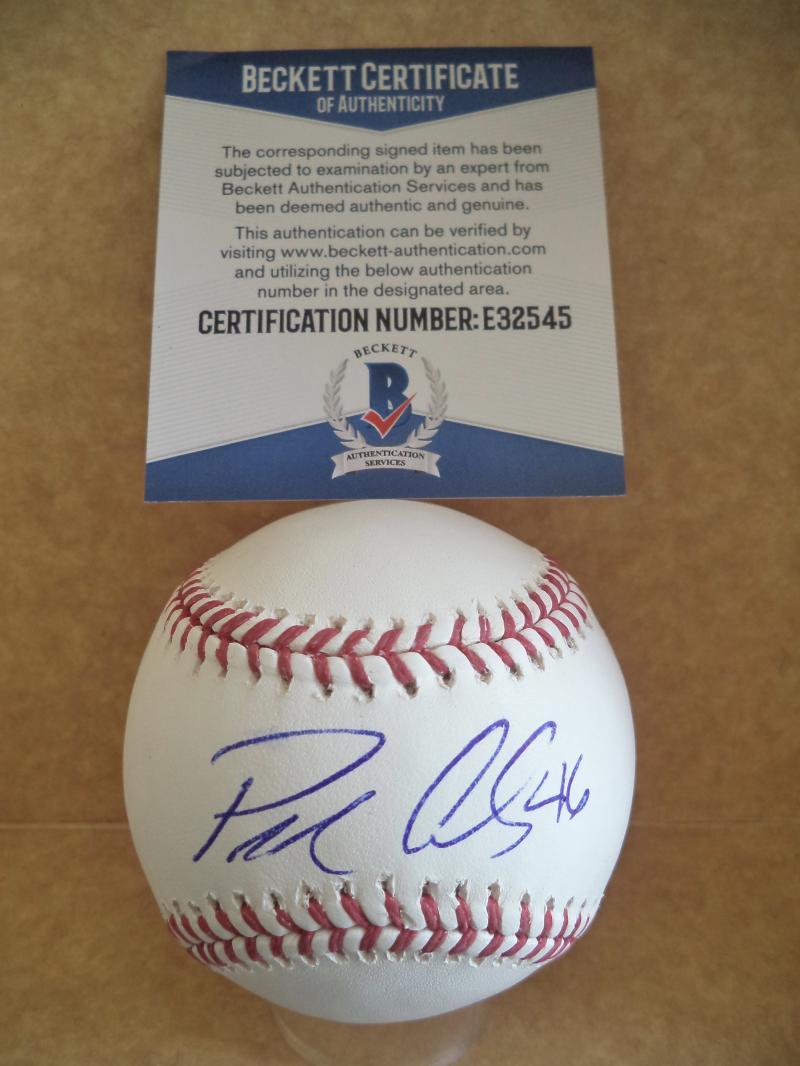 BECKETT CERTIFICATE
OF AUTHENTICITY
The corresponding signed item has been
subjected to examination by an expert from
Beckett Authentication Services and has
been deemed authentic and genuine.
This authentication can be verified by
visiting www.beckett-authentication.com
and utilizing the below authentication
number in the designated area.
CERTIFICATION NUMBER: E32545
BECKETT
B
AUTHENTICATION
SERVICES
46